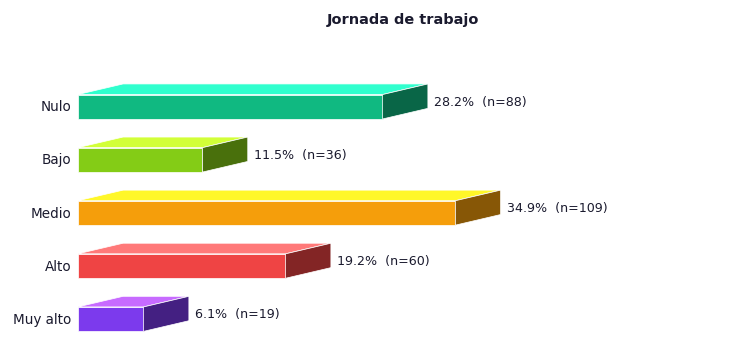 Jornada de trabajo
Nulo 28.2% (n=88)
Bajo 11.5% (n=36)
Medio 34.9% (n=109)
Alto 19.2% (n=60)
Muy alto 6.1% (n=19)